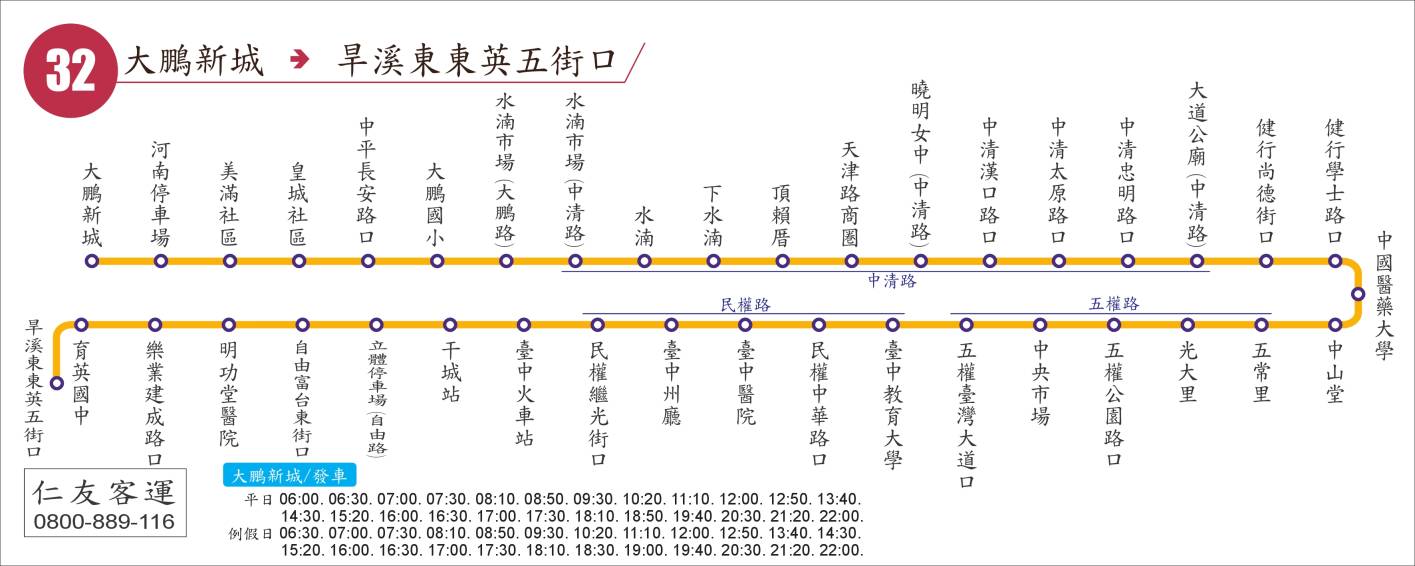 32
大鵬新城 ➔ 旱溪東東英五街口
大鵬新城
河南停車場
美滿社區
皇城社區
中平長安路口
大鵬國小
水湳市場(大鵬路)
水湳市場(中清路)
水湳
下水湳
頂賴厝
天津路商圏
曉明女中(中清路)
中清漢口路口
中清太原路口
中清忠明路口
大道公廟(中清路)
健行尚德街口
健行學士路口
中國醫藥大學
中清路
民權路
五權路
中山堂
五常里
光大里
五權公園路口
中央市場
五權臺灣大道口
臺中教育大學
民權中華路口
臺中醫院
臺中州廳
民權繼光街口
臺中火車站
干城站
立體停車場(自由路)
自由富台東街口
明功堂醫院
樂業建成路口
育英國中
旱溪東東英五街口
仁友客運
0800-889-116
大鵬新城/發車
平日 06:00. 06:30. 07:00. 07:30. 08:10. 08:50. 09:30. 10:20. 11:10. 12:00. 12:50. 13:40.
14:30. 15:20. 16:00. 16:30. 17:00. 17:30. 18:10. 18:50. 19:40. 20:30. 21:20. 22:00.
例假日 06:30. 07:00. 07:30. 08:10. 08:50. 09:30. 10:20. 11:10. 12:00. 12:50. 13:40. 14:30.
15:20. 16:00. 16:30. 17:00. 17:30. 18:10. 18:30. 19:00. 19:40. 20:30. 21:20. 22:00.